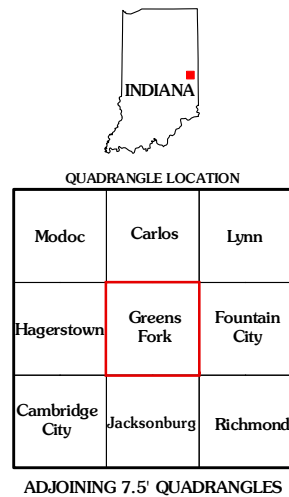 INDIANA
QUADRANGLE LOCATION
Modoc
Carlos
Lynn
Hagerstown
Greens
Fork
Fountain
City
Cambridge
City
Jacksonburg
Richmond
ADJOINING 7.5' QUADRANGLES